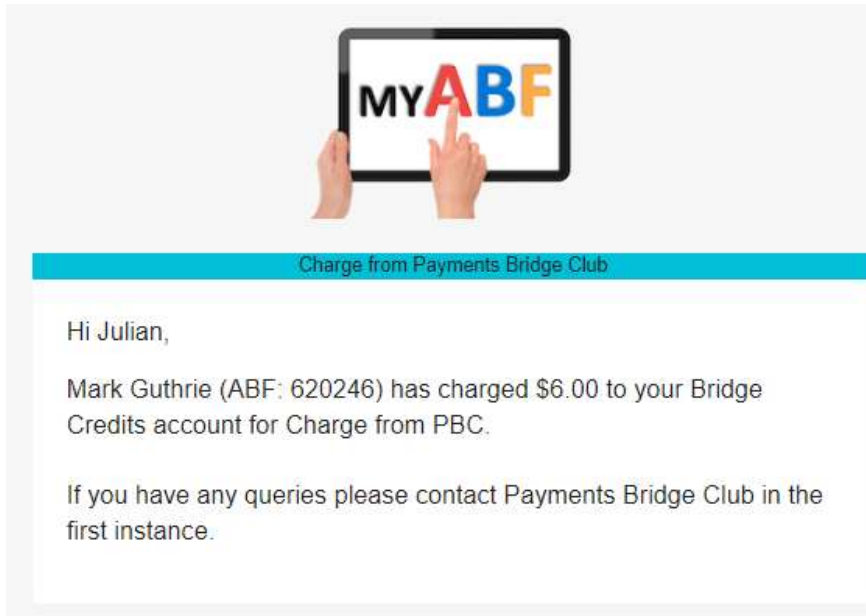 MYABF
Charge from Payments Bridge Club
Hi Julian,
Mark Guthrie (ABF: 620246) has charged $6.00 to your Bridge
Credits account for Charge from PBC.
If you have any queries please contact Payments Bridge Club in the
first instance.